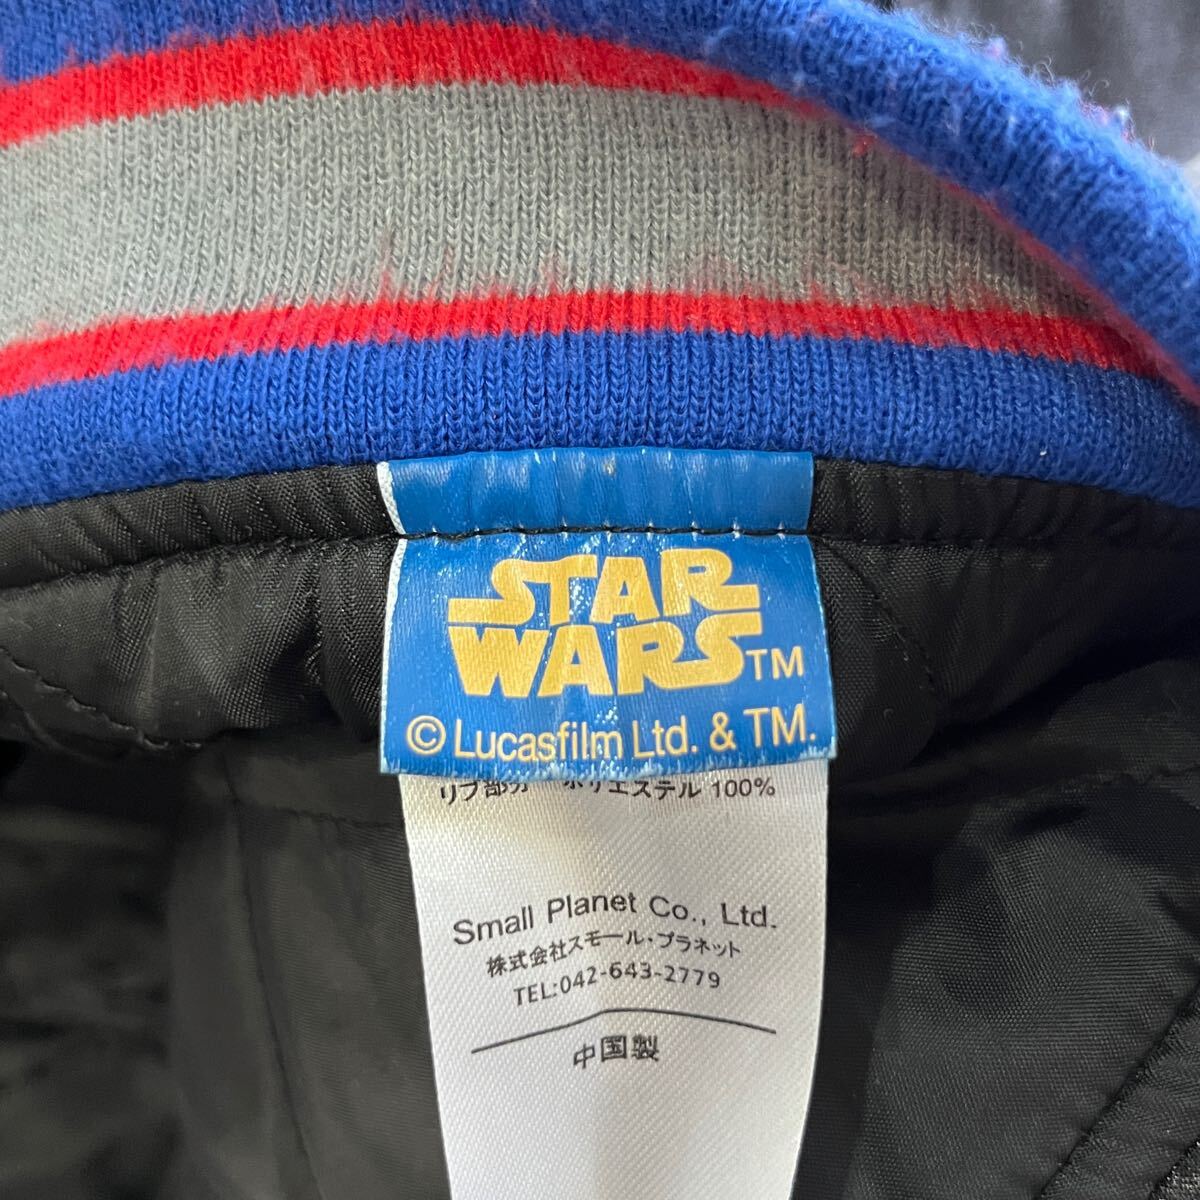 STAR
WARS TM
© Lucasfilm Ltd. & TM.
リブ部分 ポリエステル 100%
Small Planet Co., Ltd.
株式会社スモール・プラネット
TEL:042-643-2779
中国製